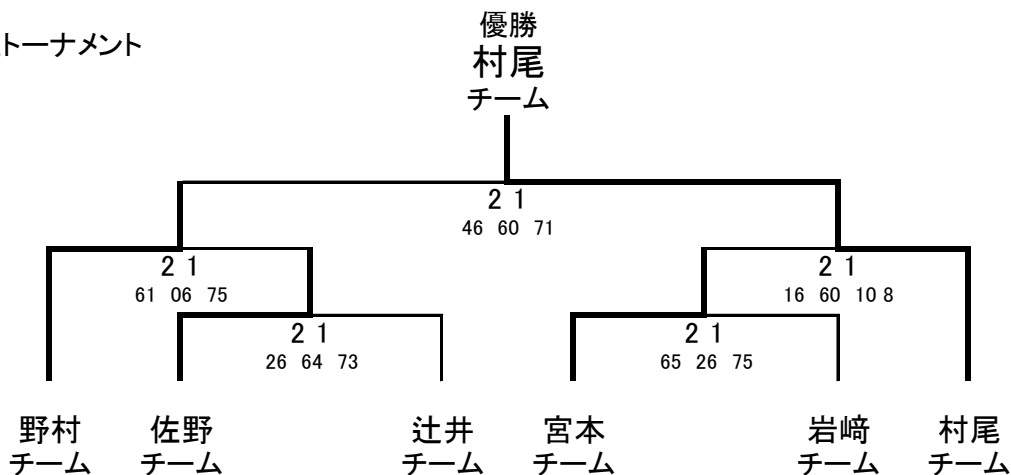 トーナメント
優勝
村尾
チーム
2 1
46 60 71
2 1
61 06 75
2 1
16 60 10 8
2 1
26 64 73
2 1
65 26 75
野村
チーム
佐野
チーム
辻井
チーム
宮本
チーム
岩﨑
チーム
村尾
チーム